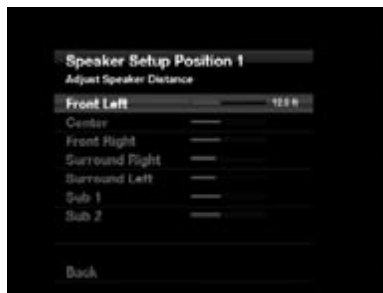 Speaker Setup Position 1
Adjust Speaker Distance
Front Left 12.0 ft
Center
Front Right
Surround Right
Surround Left
Sub 1
Sub 2
Back